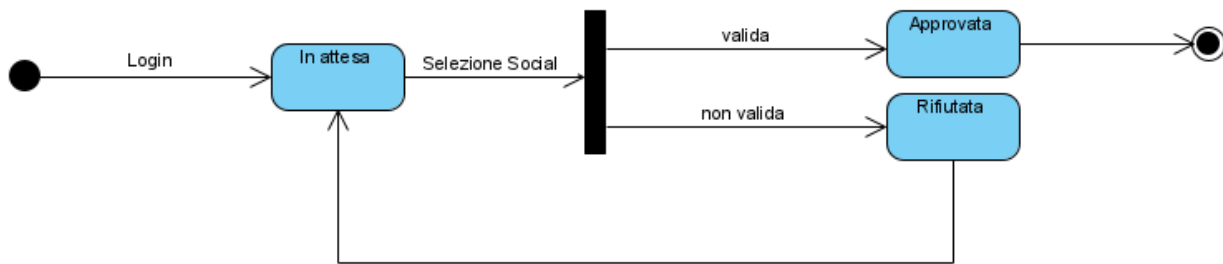 Login
In attesa
Selezione Social
valida
Approvata
non valida
Rifiutata